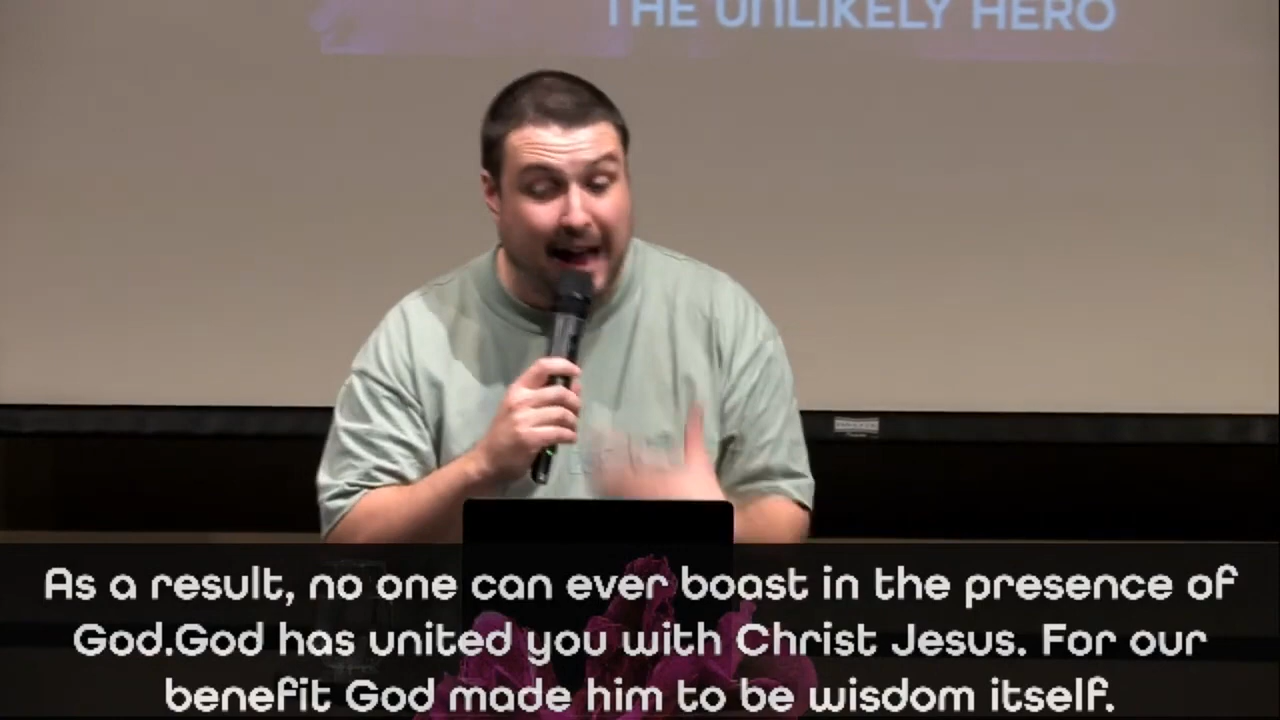 THE UNLIKELY HERO
As a result, no one can ever boast in the presence of
God.God has united you with Christ Jesus. For our
benefit God made him to be wisdom itself.